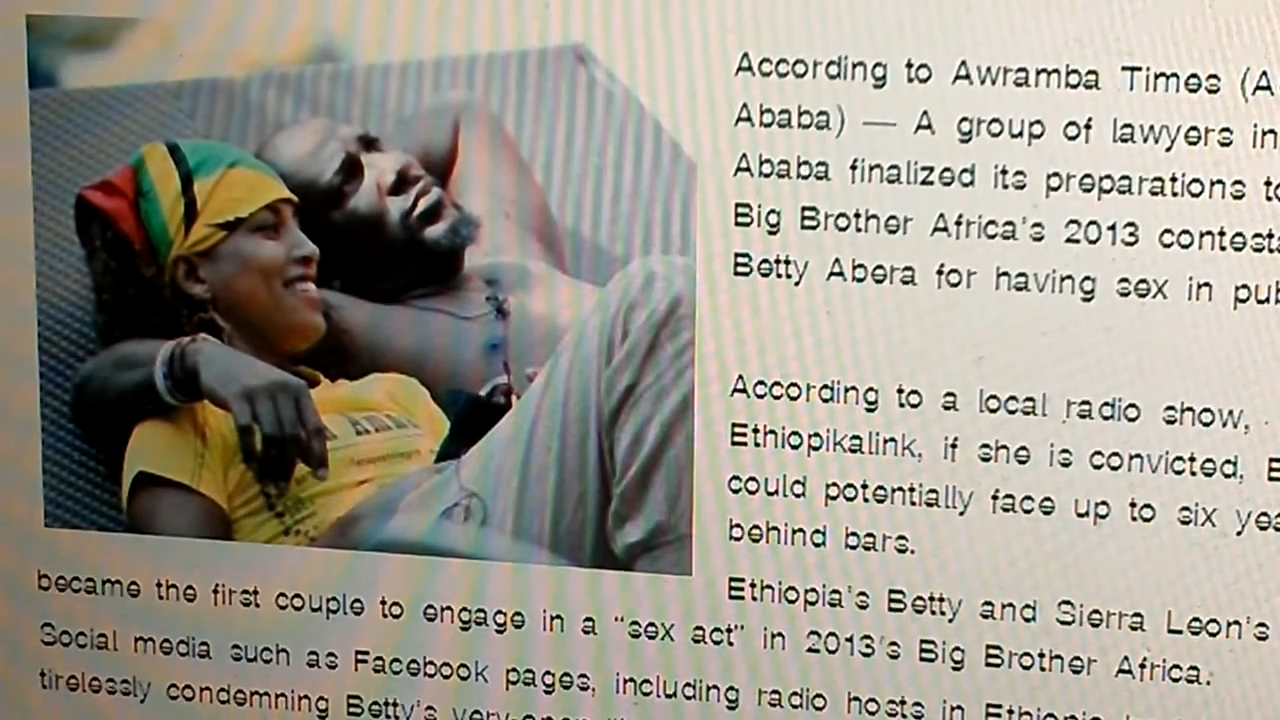 According to Awramba Times (A
Ababa) — A group of lawyers in
Ababa finalized its preparations to
Big Brother Africa's 2013 contest
Betty Abera for having sex in pub
According to a local radio show,
Ethiopikalink, if she is convicted, B
could potentially face up to six yea
behind bars.
Ethiopia's Betty and Sierra Leon's
became the first couple to engage in a "sex act" in 2013's Big Brother Africa.
Social media such as Facebook pages, including radio hosts in Ethiopia
tirelessly condemning Betty's